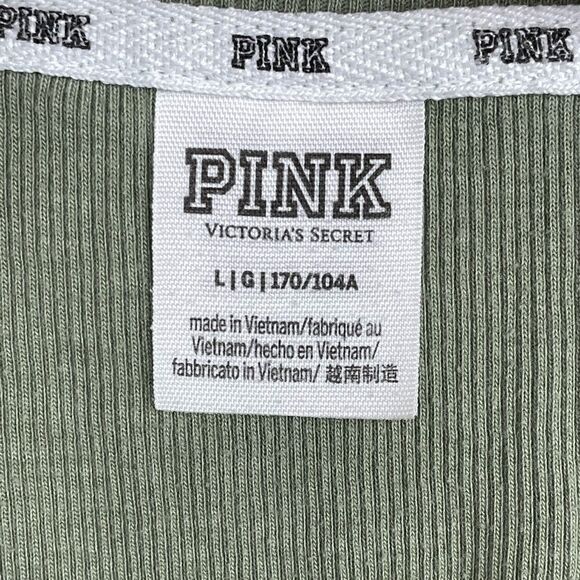 PINK PINK PINK
PINK
VICTORIA'S SECRET
L | G | 170/104A
made in Vietnam/fabriqué au
Vietnam/hecho en Vietnam/
fabbricato in Vietnam/ 越南制造